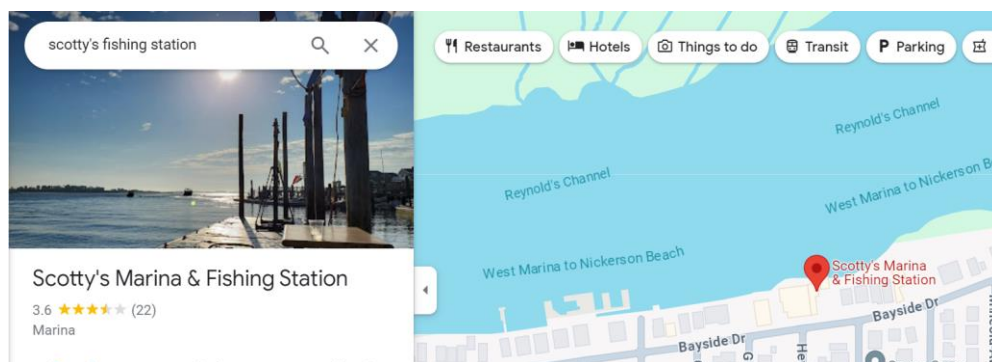 scotty's fishing station
Restaurants
Hotels
Things to do
Transit
P Parking
Scotty's Marina & Fishing Station
3.6
(22)
Marina
Reynold's Channel
Reynold's Channel
West Marina to Nickerson
West Marina to Nickerson Beach
Scotty's Marina
& Fishing Station
Bayside Dr
Bayside Dr